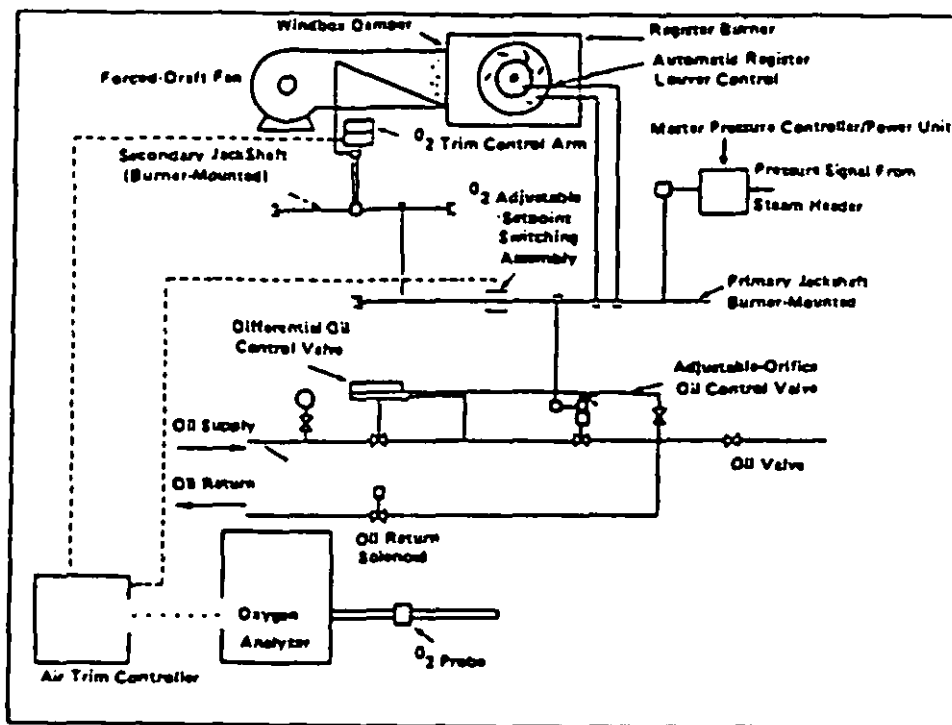 Windbox Damper
Register Burner
Forced-Draft Fan
Automatic Register
Louver Control
O2 Trim Control Arm
Master Pressure Controller/Power Unit
Secondary Jackshaft
(Burner-Mounted)
Pressure Signal From
Steam Header
O2 Adjustable
Setpoint
Switching
Assembly
Primary Jackshaft
Burner-Mounted
Differential Oil
Control Valve
Adjustable-Orifice
Oil Control Valve
Oil Supply
Oil Valve
Oil Return
Oil Return
Solenoid
Oxygen
Analyzer
O2 Probe
Air Trim Controller